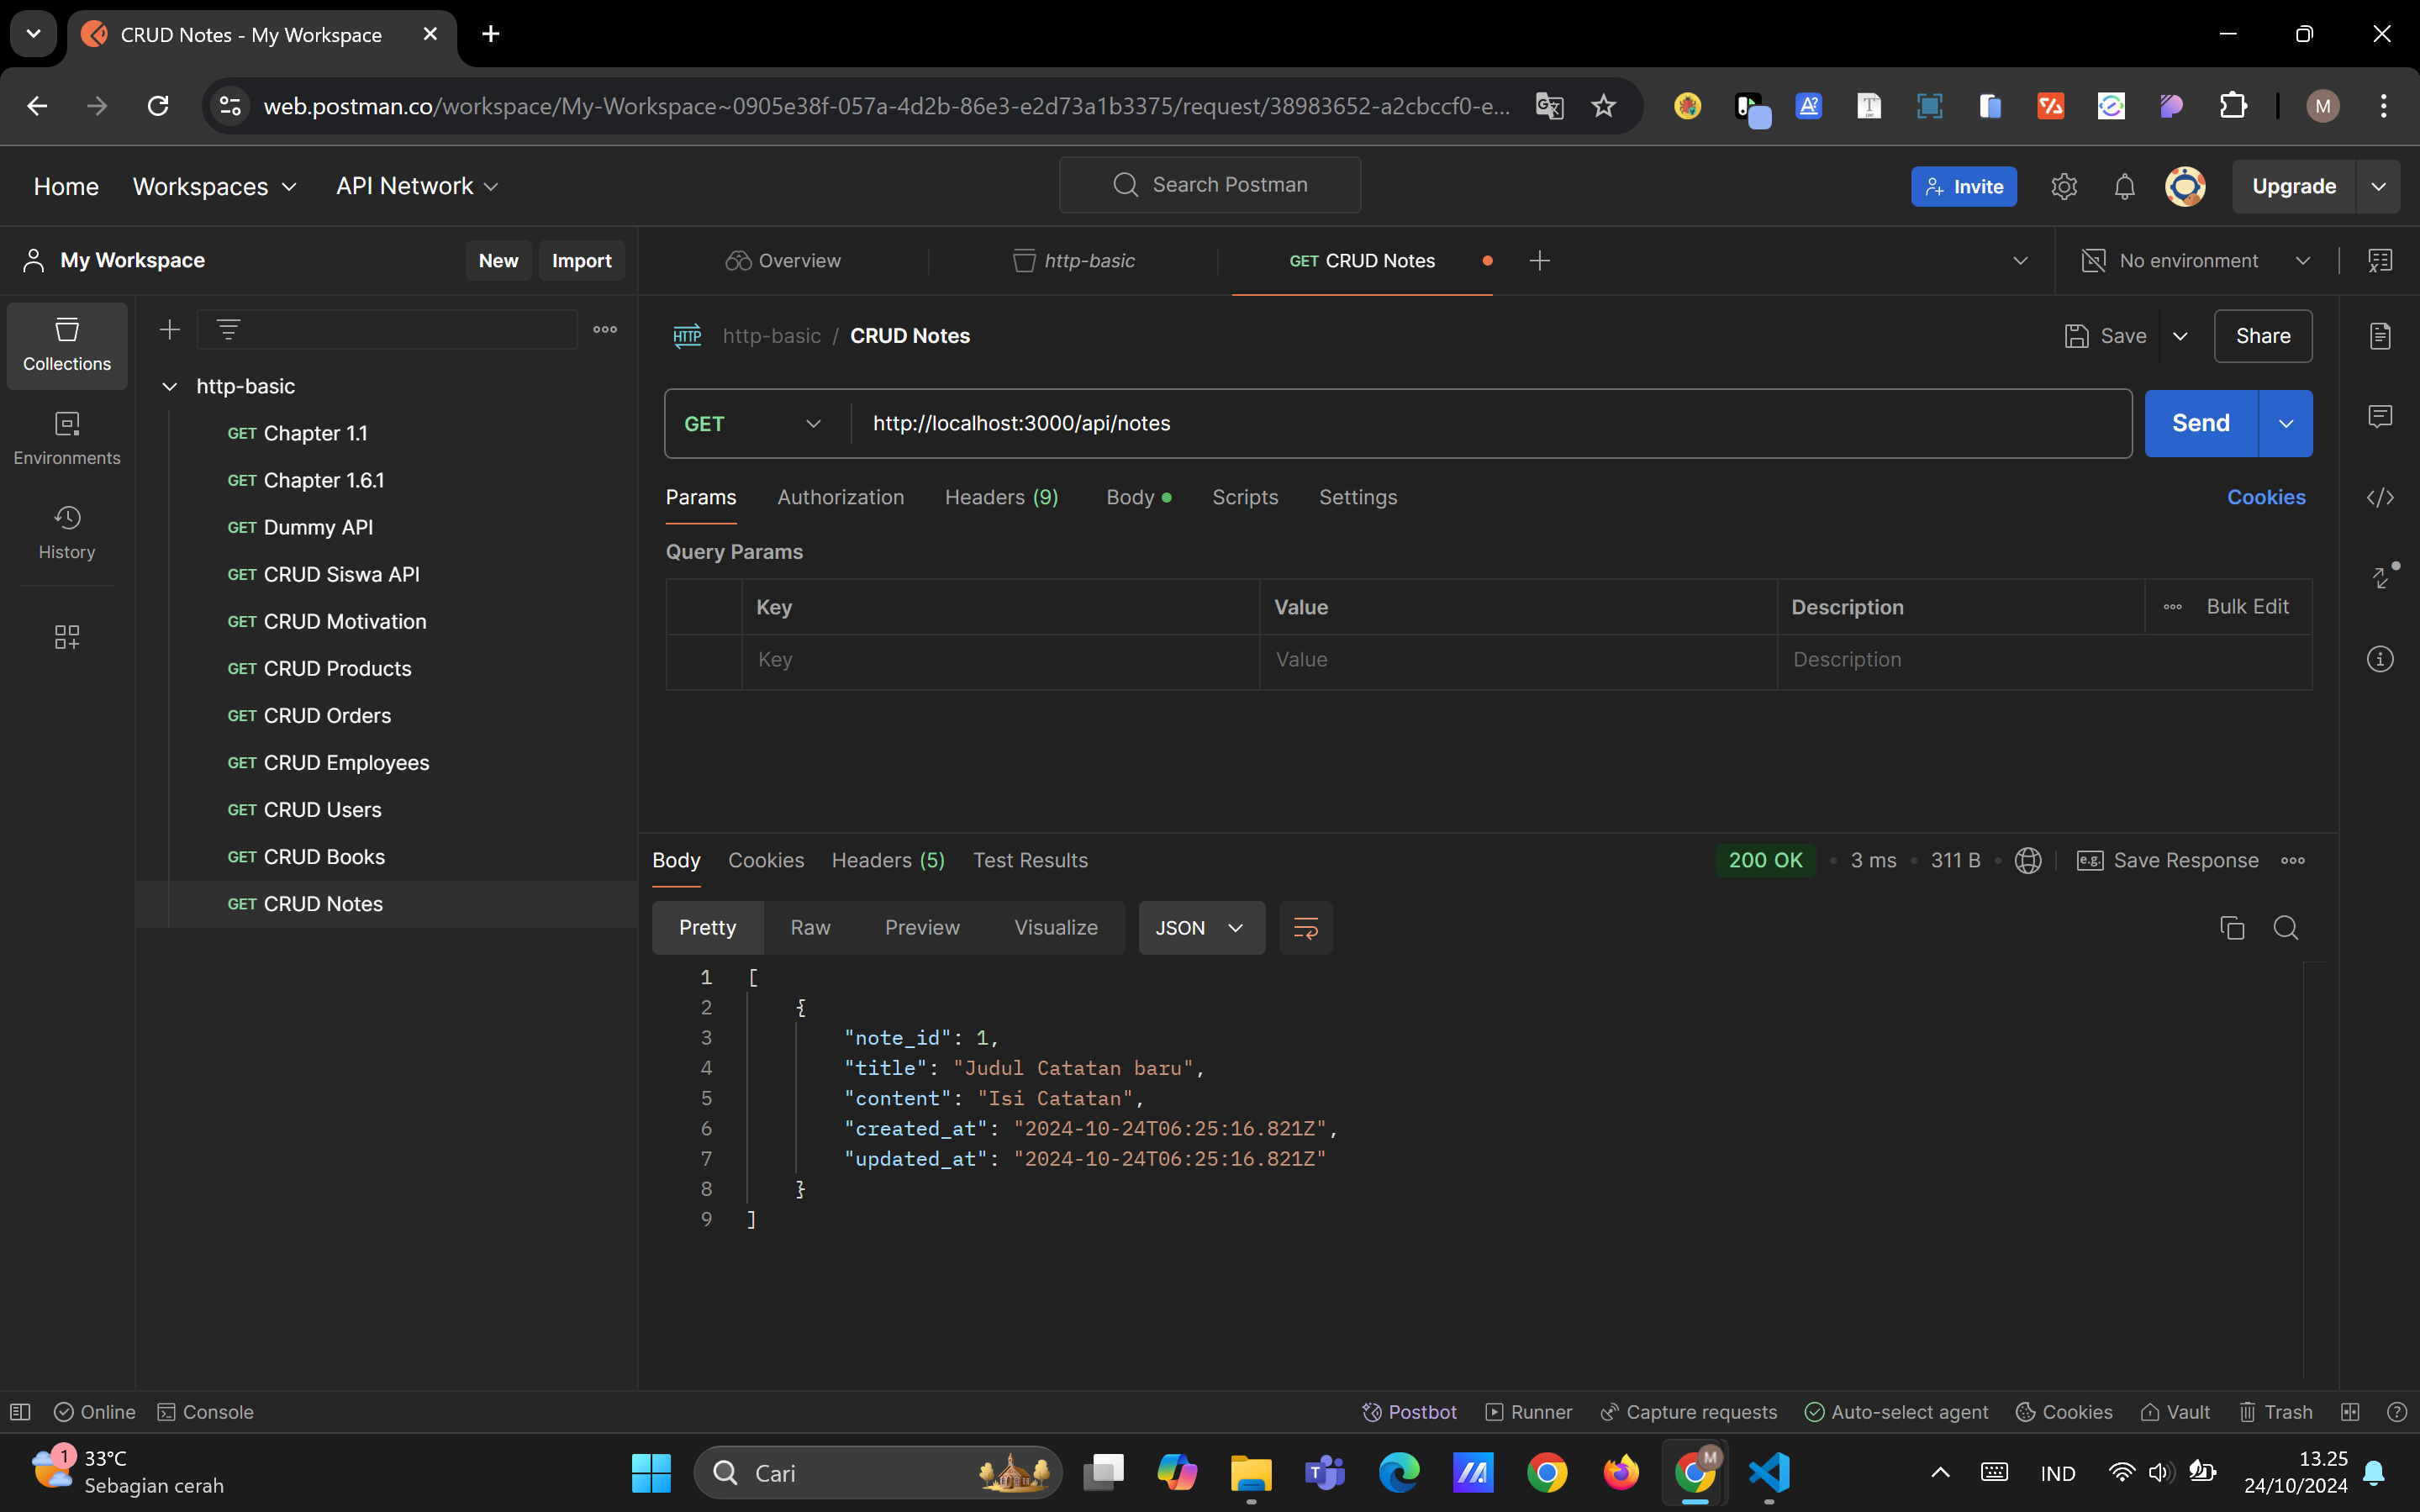 CRUD Notes - My Workspace
web.postman.co/workspace/My-Workspace~0905e38f-057a-4d2b-86e3-e2d73a1b3375/request/38983652-a2cbccf0-e...
M
Home Workspaces API Network Search Postman Invite Upgrade
My Workspace New Import Overview http-basic GET CRUD Notes No environment
Collections
Environments
History
http-basic
GET Chapter 1.1
GET Chapter 1.6.1
GET Dummy API
GET CRUD Siswa API
GET CRUD Motivation
GET CRUD Products
GET CRUD Orders
GET CRUD Employees
GET CRUD Users
GET CRUD Books
GET CRUD Notes
HTTP http-basic / CRUD Notes Save Share
GET http://localhost:3000/api/notes Send
Params Authorization Headers (9) Body Scripts Settings Cookies
Query Params
Key Value Description Bulk Edit
Key Value Description
Body Cookies Headers (5) Test Results 200 OK 3 ms 311 B e.g. Save Response
Pretty Raw Preview Visualize JSON
1 [
2 {
3 "note_id": 1,
4 "title": "Judul Catatan baru",
5 "content": "Isi Catatan",
6 "created_at": "2024-10-24T06:25:16.821Z",
7 "updated_at": "2024-10-24T06:25:16.821Z"
8 }
9 ]
Online Console Postbot Runner Capture requests Auto-select agent Cookies Vault Trash
1 33°C
Sebagian cerah
Cari
M
IND
13.25
24/10/2024